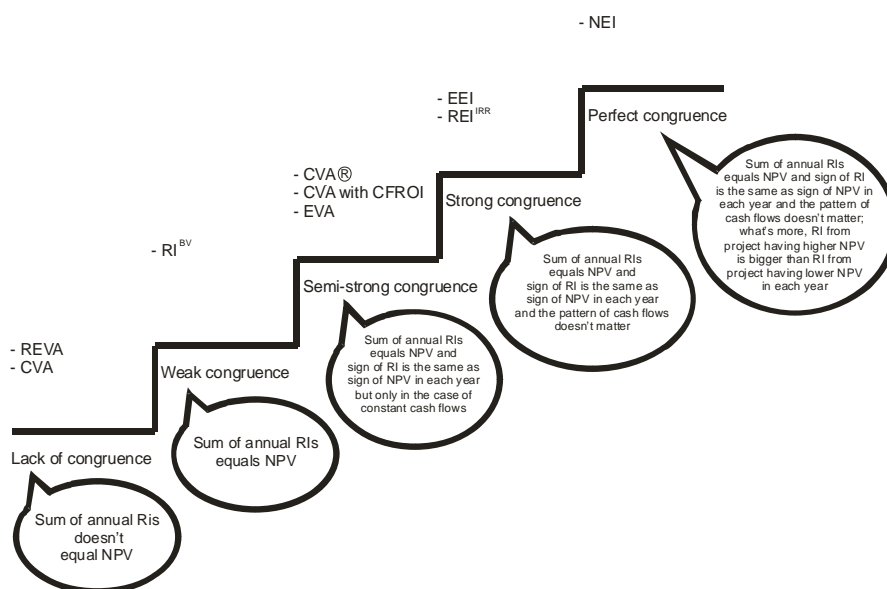 - NEI
- EEI
- REI^IRR
Perfect congruence
Sum of annual RIs
equals NPV and sign of RI
is the same as sign of NPV in
each year and the pattern of
cash flows doesn't matter;
what's more, RI from
project having higher NPV
is bigger than RI from
project having lower NPV
in each year
- CVA®
- CVA with CFROI
- EVA
Strong congruence
Sum of annual RIs
equals NPV and
sign of RI is the same as
sign of NPV in each year
and the pattern of cash flows
doesn't matter
- RI^BV
Semi-strong congruence
Sum of annual RIs
equals NPV and
sign of RI is the same as
sign of NPV in each year
but only in the case of
constant cash flows
- REVA
- CVA
Weak congruence
Sum of annual RIs
equals NPV
Lack of congruence
Sum of annual Ris
doesn't
equal NPV